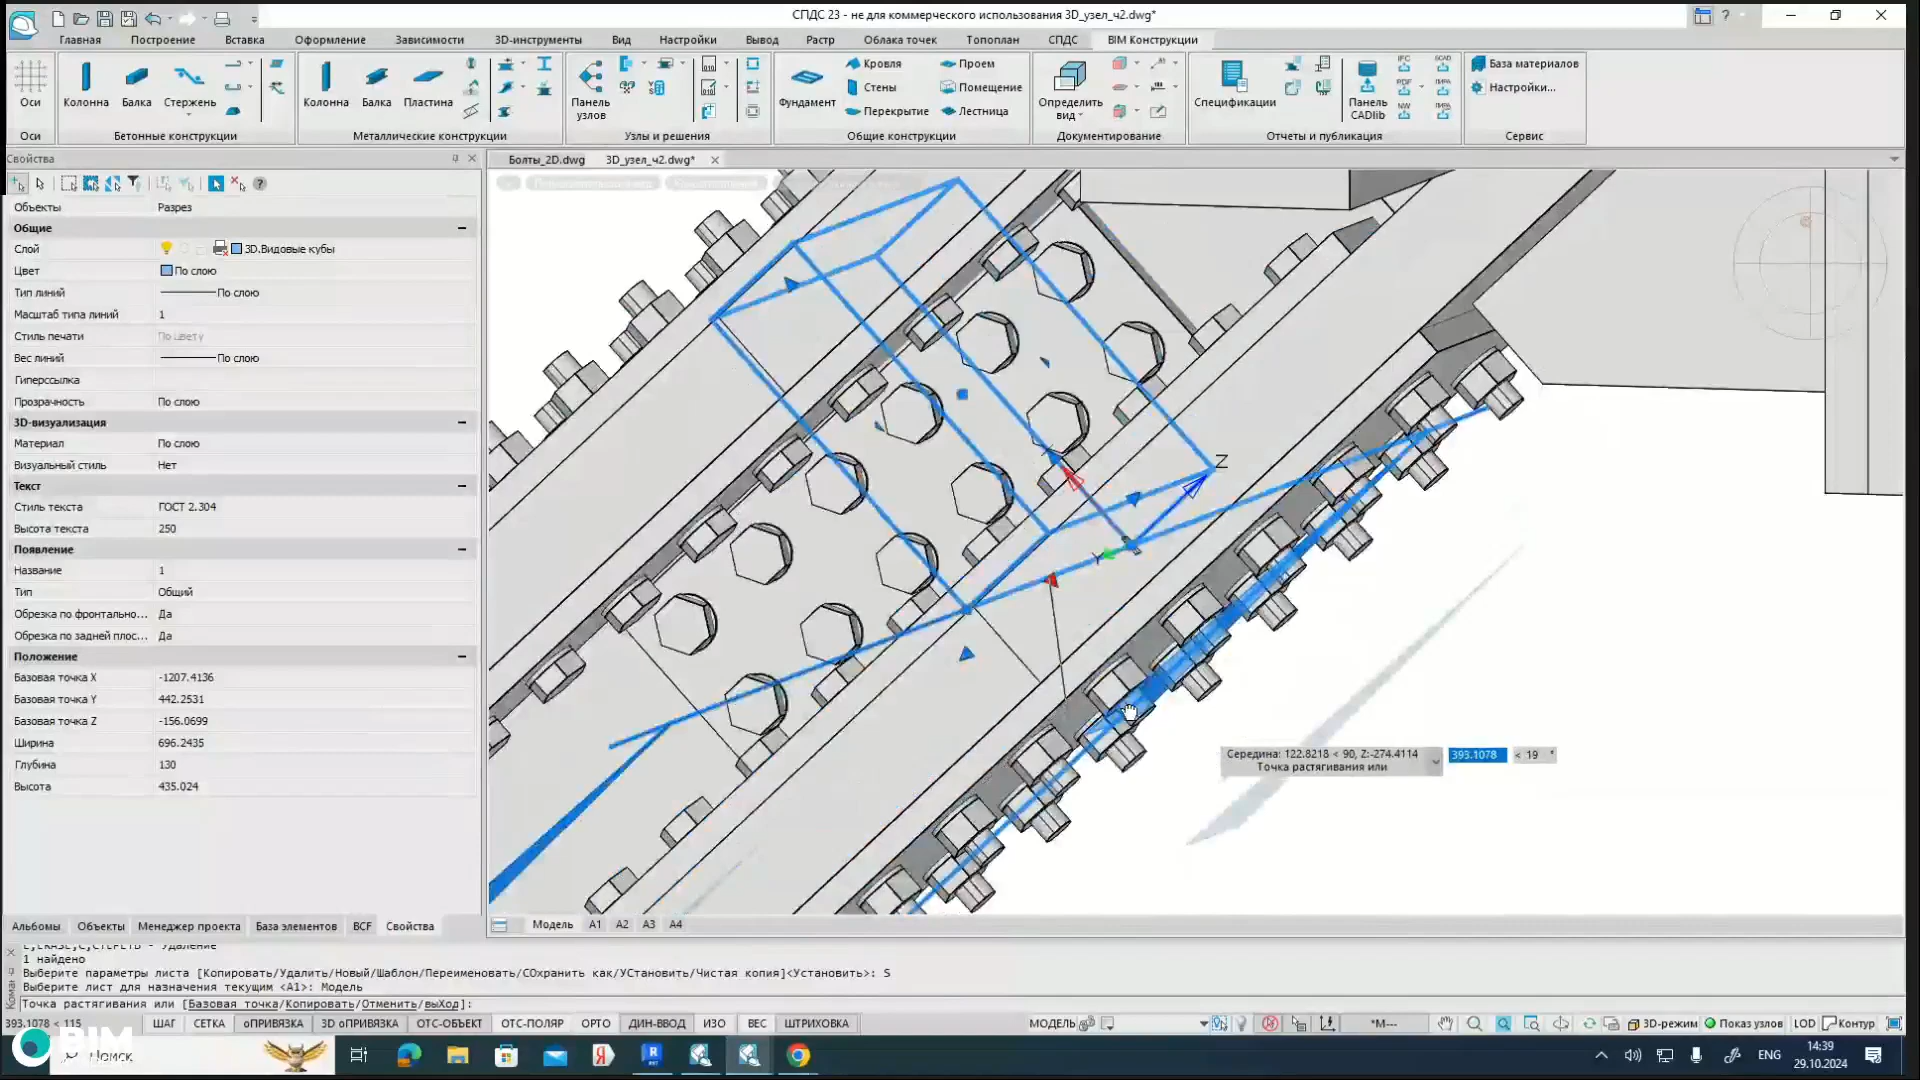 СПДС 23 - не для коммерческого использования 3D_узел_ч2.dwg*
Главная Построение Вставка Оформление Зависимости 3D-инструменты Вид Настройки Вывод Растр Облака точек Топоплан СПДС BIM Конструкции
Оси
Оси
Колонна Балка Стержень
Бетонные конструкции
Колонна Балка Пластина
Металлические конструкции
Панель узлов
Узлы и решения
Фундамент
Кровля
Стены
Перекрытие
Проем
Помещение
Лестница
Общие конструкции
Определить вид
Документирование
Спецификации
Панель CADlib
Отчеты и публикация
База материалов
Настройки...
Сервис
Свойства
Болты_2D.dwg 3D_узел_ч2.dwg*
Объекты Разрез
Общие
Слой 3D.Видовые кубы
Цвет По слою
Тип линий По слою
Масштаб типа линий 1
Стиль печати По цвету
Вес линий По слою
Гиперссылка
Прозрачность По слою
3D-визуализация
Материал По слою
Визуальный стиль Нет
Текст
Стиль текста ГОСТ 2.304
Высота текста 250
Появление
Название 1
Тип Общий
Обрезка по фронтально... Да
Обрезка по задней плос... Да
Положение
Базовая точка X -1207.4136
Базовая точка Y 442.2531
Базовая точка Z -156.0699
Ширина 696.2435
Глубина 130
Высота 435.024
Z
Середина: 122.8218 < 90, Z:-274.4114
Точка растягивания или
393.1078 < 19 °
Альбомы Объекты Менеджер проекта База элементов BCF Свойства
Модель A1 A2 A3 A4
1 найдено
Выберите параметры листа [Копировать/Удалить/Новый/Шаблон/Переименовать/СОхранить как/УСтановить/Чистая копия]<Установить>: S
Выберите лист для назначения текущим <A1>: Модель
Точка растягивания или [Базовая точка/Копировать/Отменить/выХод]:
393.1078 < 115 ШАГ СЕТКА оПРИВЯЗКА 3D оПРИВЯЗКА ОТС-ОБЪЕКТ ОТС-ПОЛЯР ОРТО ДИН-ВВОД ИЗО ВЕС ШТРИХОВКА МОДЕЛЬ *М--- 3D-режим Показ узлов LOD Контур
BIM
Поиск
ENG
14:39
29.10.2024